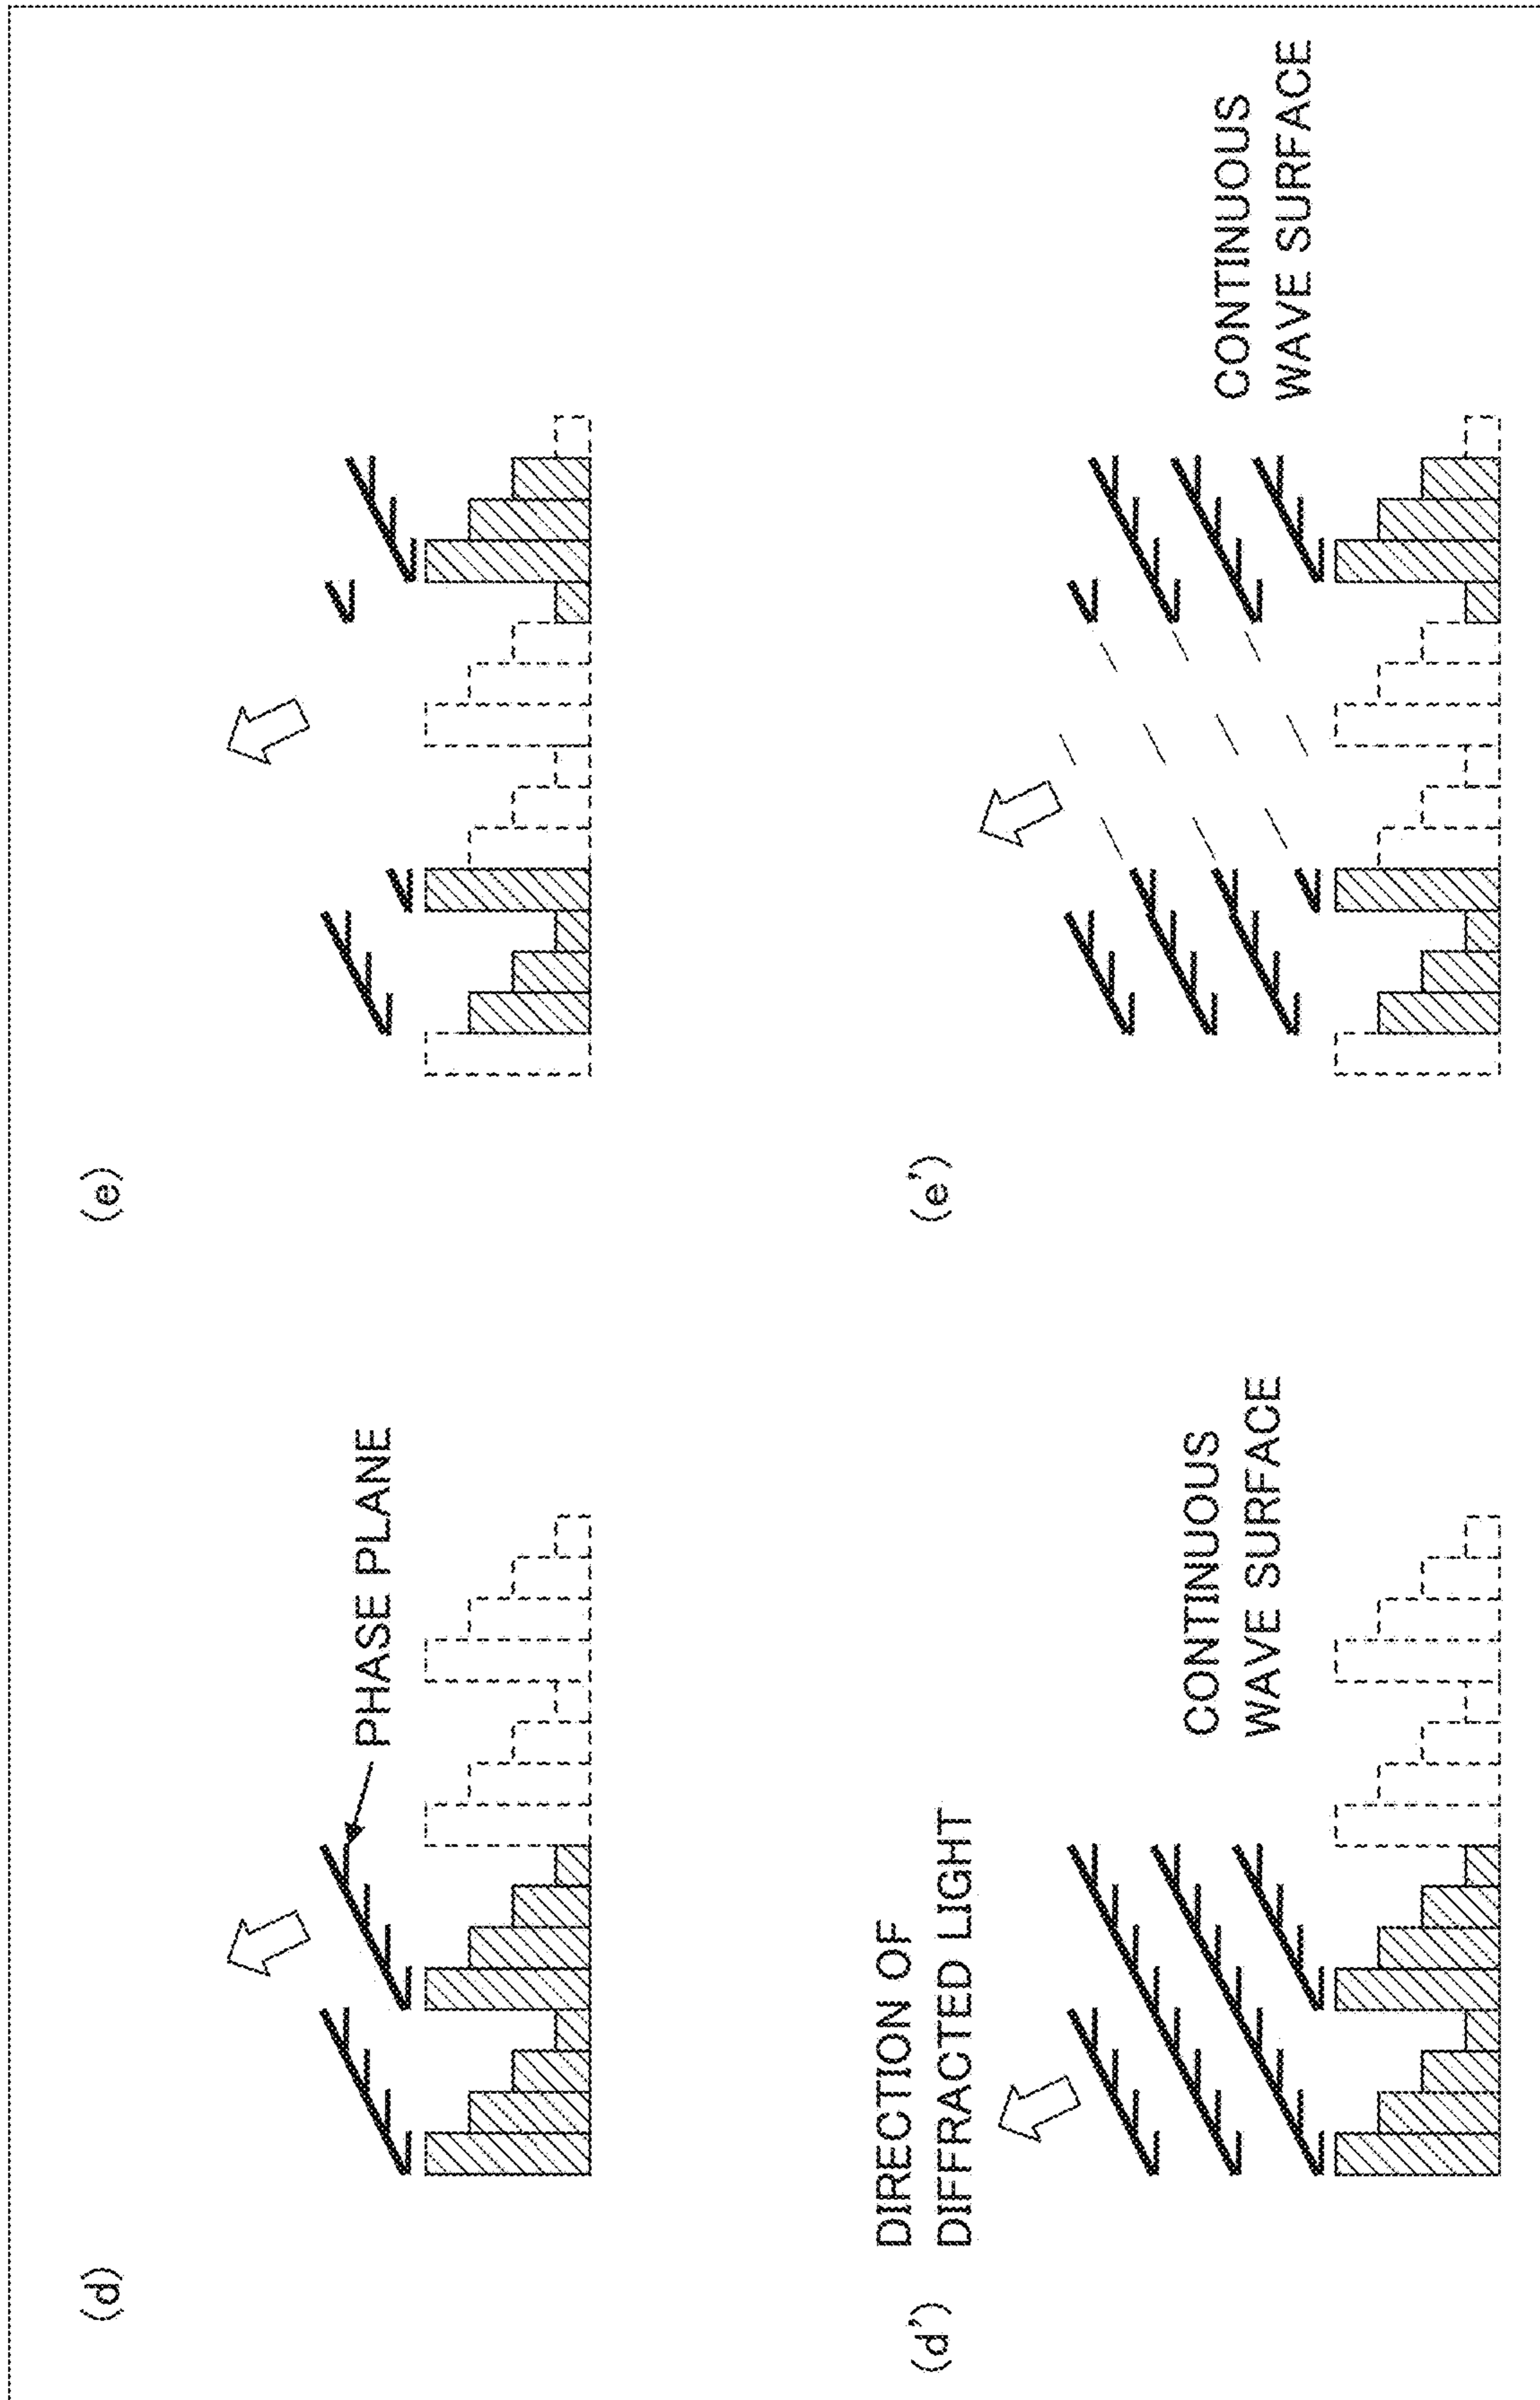 (d)
PHASE PLANE
(e)
(d')
DIRECTION OF
DIFFRACTED LIGHT
CONTINUOUS
WAVE SURFACE
(e')
CONTINUOUS
WAVE SURFACE